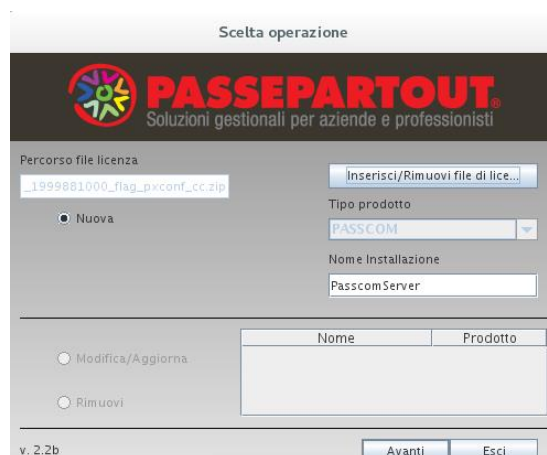 Scelta operazione
PASSEPARTOUT®
Soluzioni gestionali per aziende e professionisti
Percorso file licenza
_1999881000_flag_pxconf_cc.zip
Inserisci/Rimuovi file di lice...
Nuova
Tipo prodotto
PASSCOM
Nome Installazione
PasscomServer
Nome Prodotto
Modifica/Aggiorna
Rimuovi
v. 2.2b
Avanti Esci